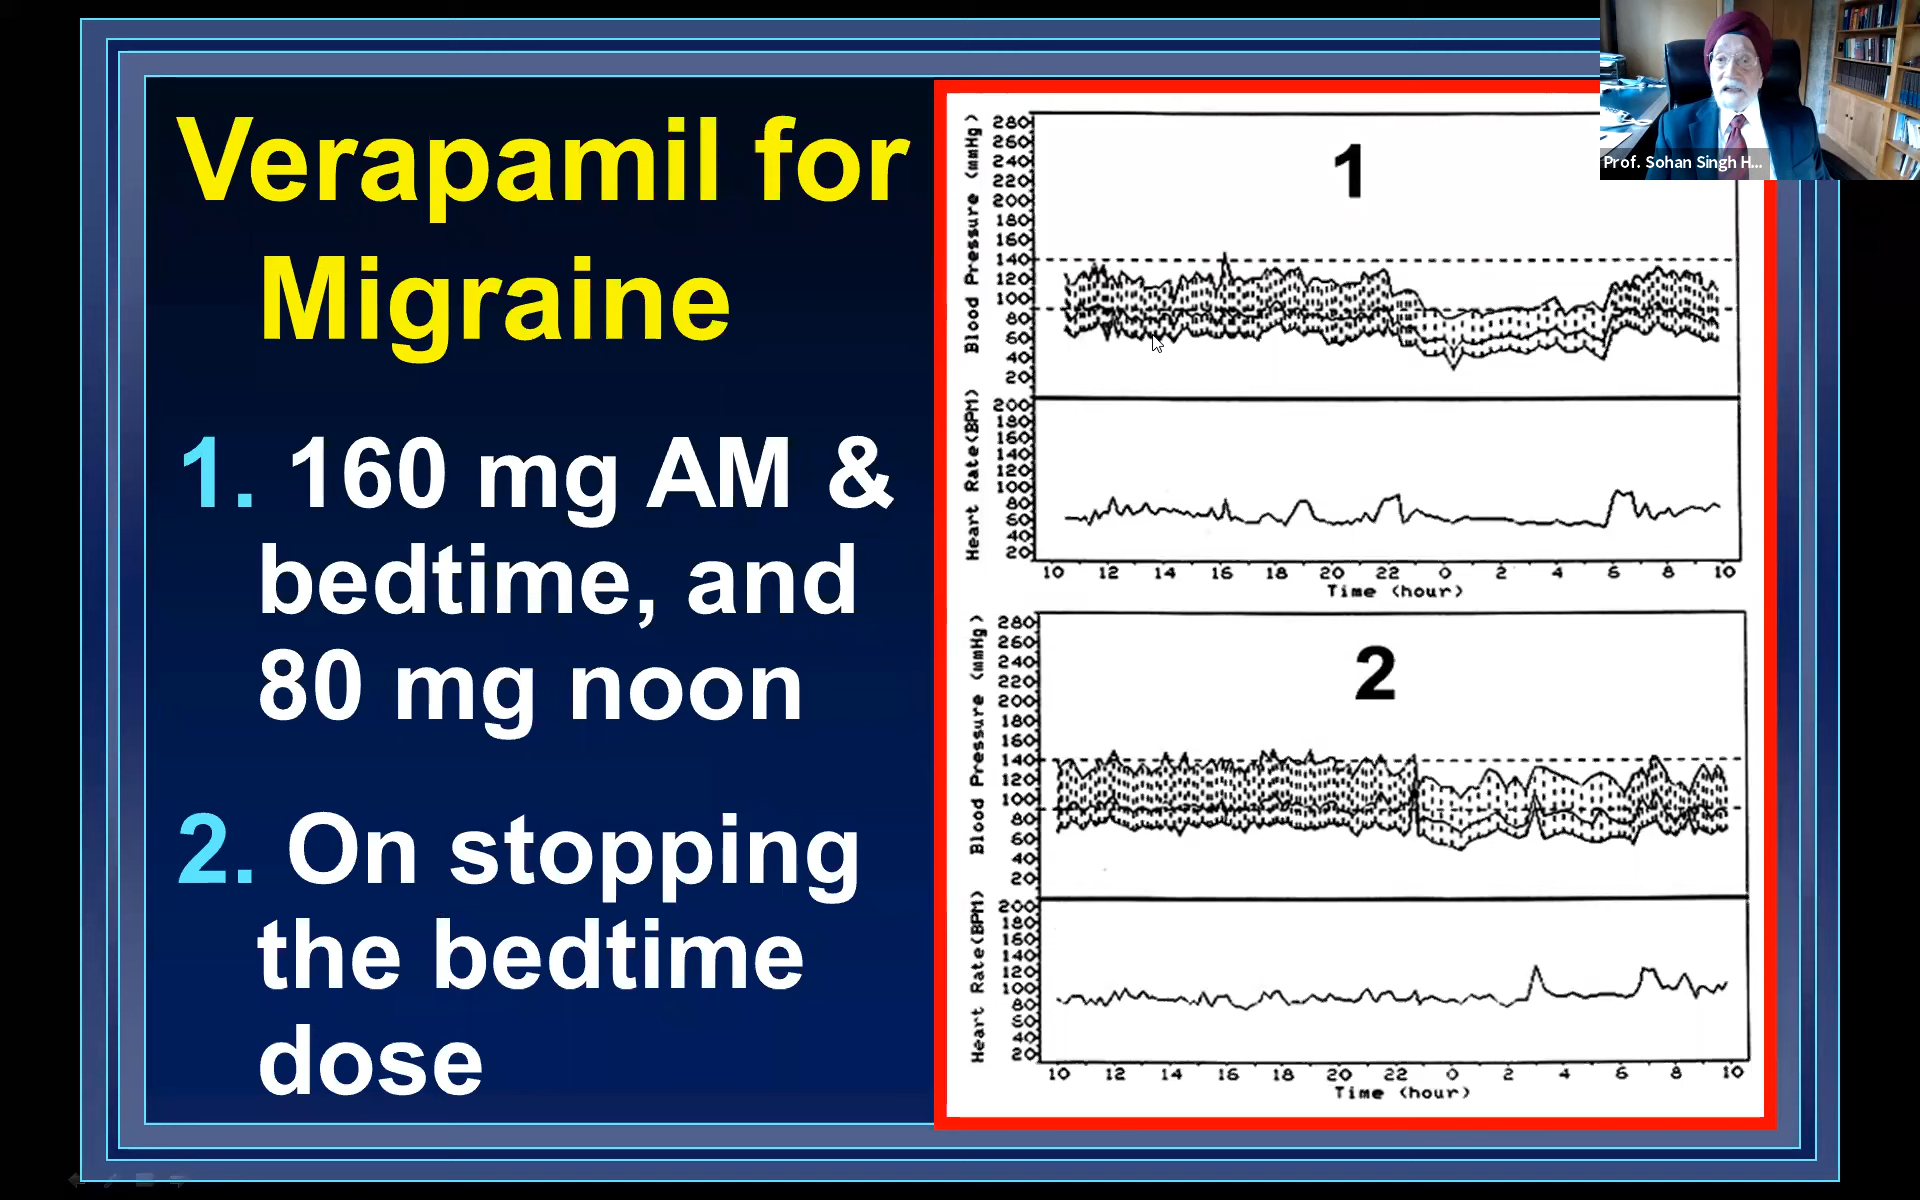 Verapamil for
Migraine
1. 160 mg AM &
bedtime, and
80 mg noon
2. On stopping
the bedtime
dose
Prof. Sohan Singh H...
1
Blood Pressure (mmHg)
280
260
240
220
200
180
160
140
120
100
80
60
40
20
Heart Rate(BPM)
200
180
160
140
120
100
80
60
40
20
10 12 14 16 18 20 22 0 2 4 6 8 10
Time (hour)
2
Blood Pressure (mmHg)
280
260
240
220
200
180
160
140
120
100
80
60
40
20
Heart Rate(BPM)
200
180
160
140
120
100
80
60
40
20
10 12 14 16 18 20 22 0 2 4 6 8 10
Time (hour)